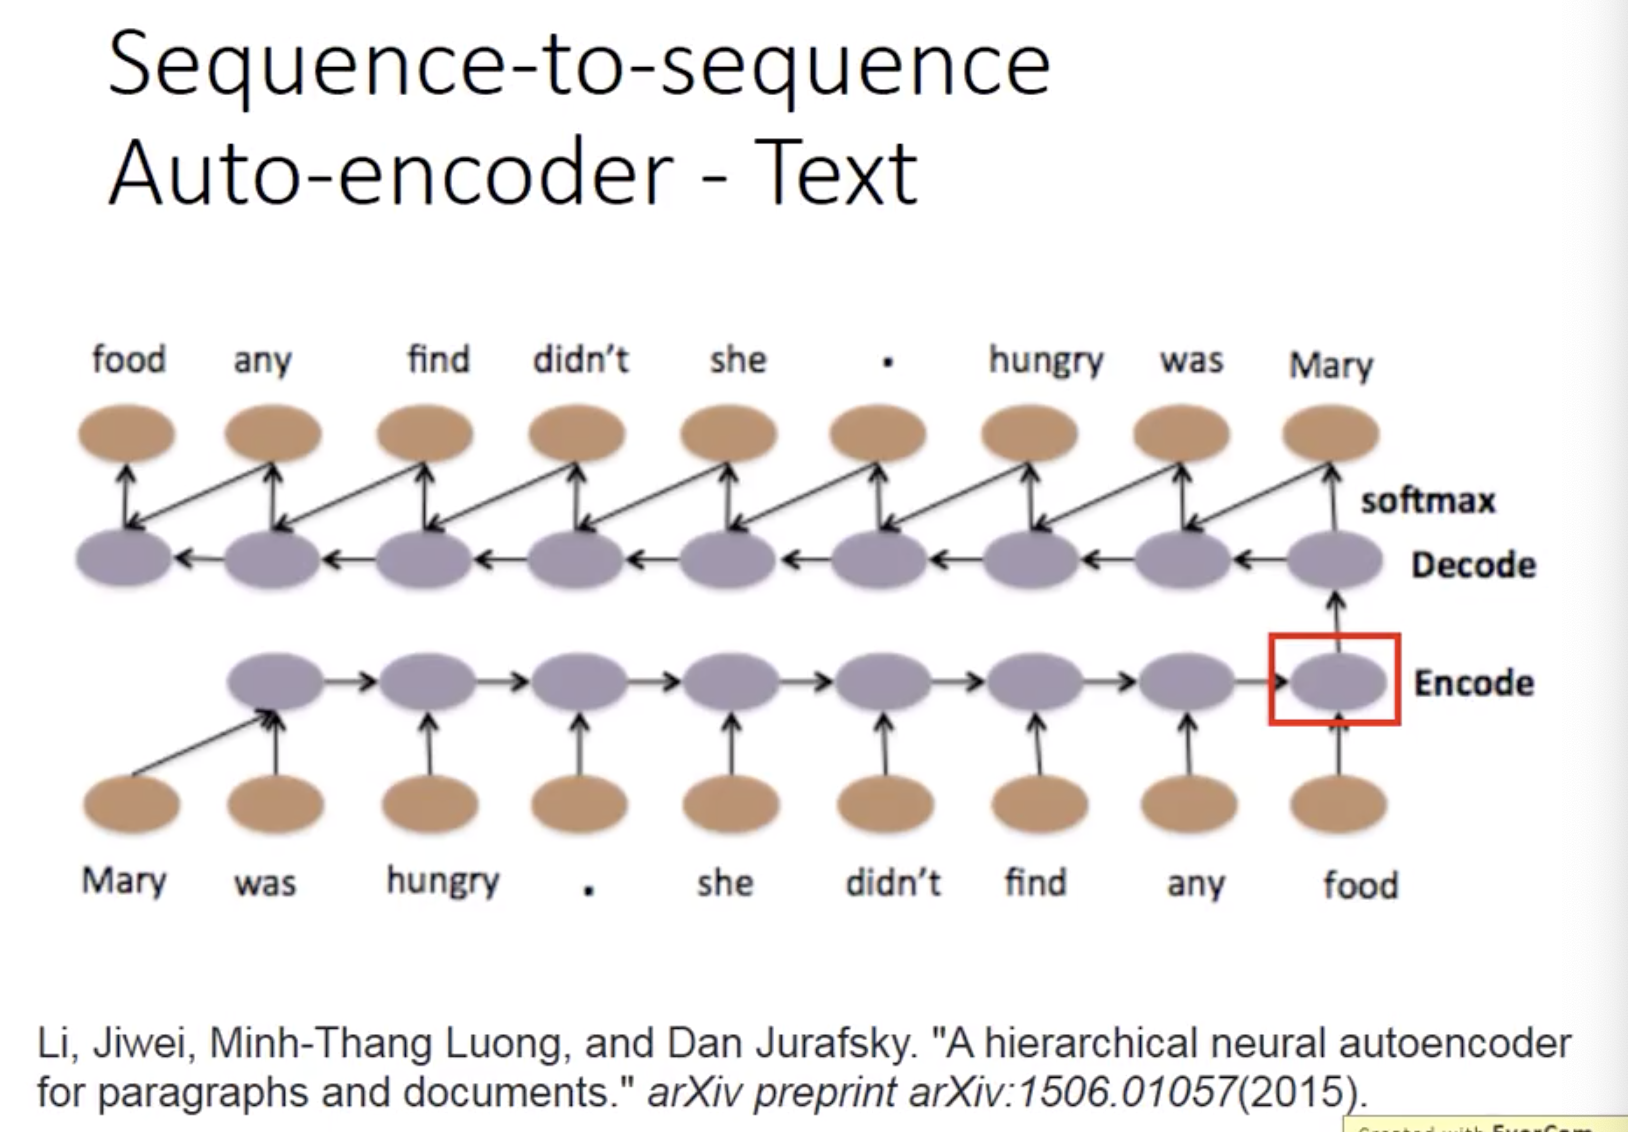 Sequence-to-sequence
Auto-encoder - Text
food any find didn't she . hungry was Mary
softmax
Decode
Encode
Mary was hungry . she didn't find any food
Li, Jiwei, Minh-Thang Luong, and Dan Jurafsky. "A hierarchical neural autoencoder
for paragraphs and documents." arXiv preprint arXiv:1506.01057(2015).